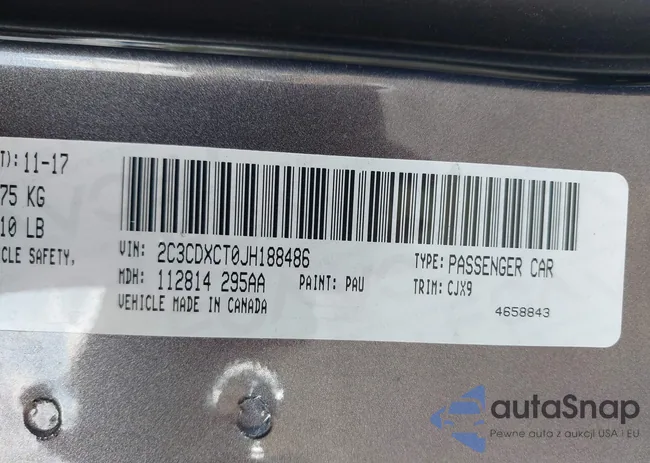 T): 11-17
75 KG
10 LB
CLE SAFETY,
VIN: 2C3CDXCT0JH188486
TYPE: PASSENGER CAR
MDH: 112814 295AA
PAINT: PAU
TRIM: CJX9
VEHICLE MADE IN CANADA
4658843
autaSnap
Pewne auta z aukcji USA i EU